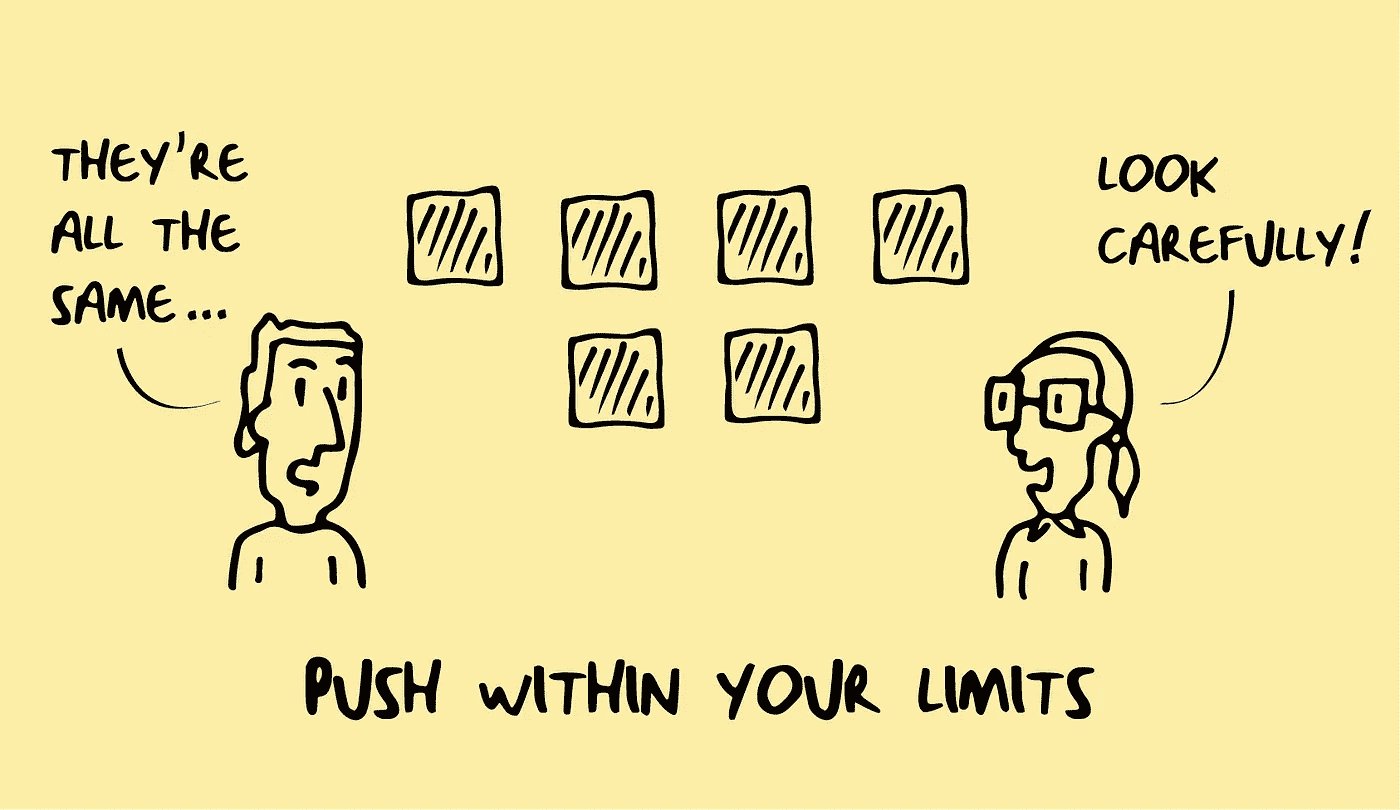 THEY'RE
ALL THE
SAME...
LOOK
CAREFULLY!
PUSH WITHIN YOUR LIMITS